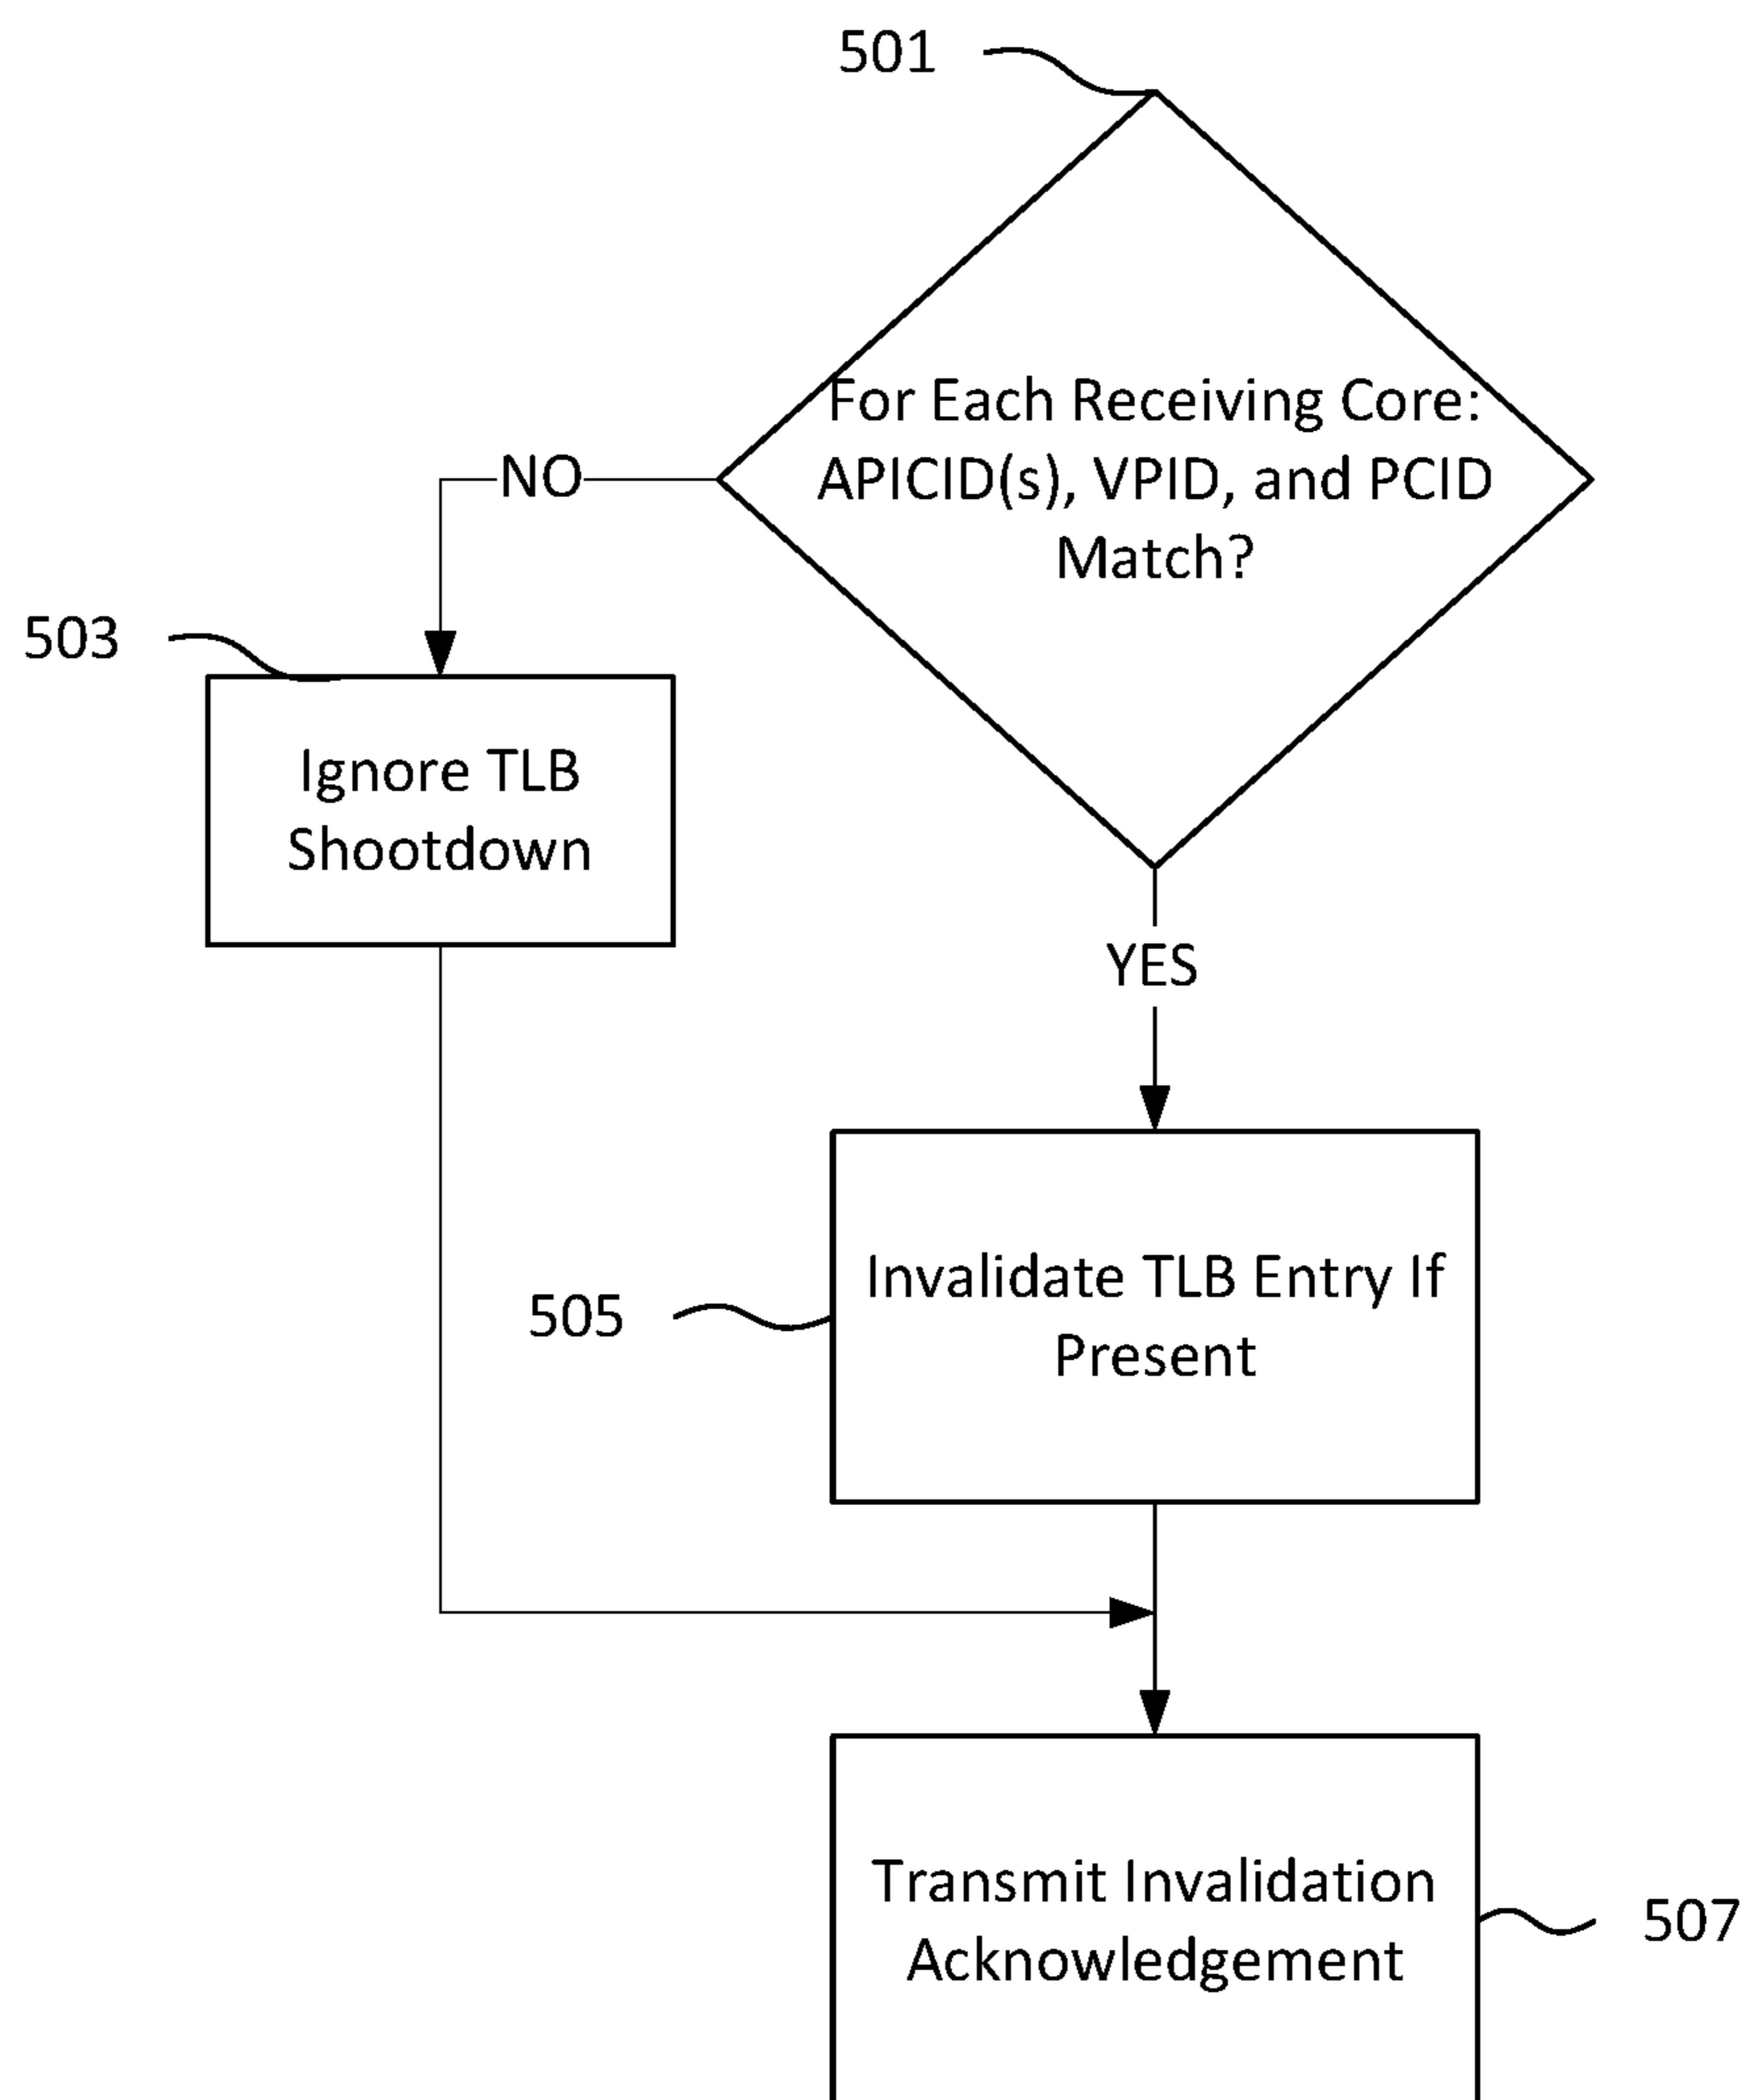 501
For Each Receiving Core:
APICID(s), VPID, and PCID
Match?
NO
503
Ignore TLB
Shootdown
YES
505
Invalidate TLB Entry If
Present
Transmit Invalidation
Acknowledgement
507